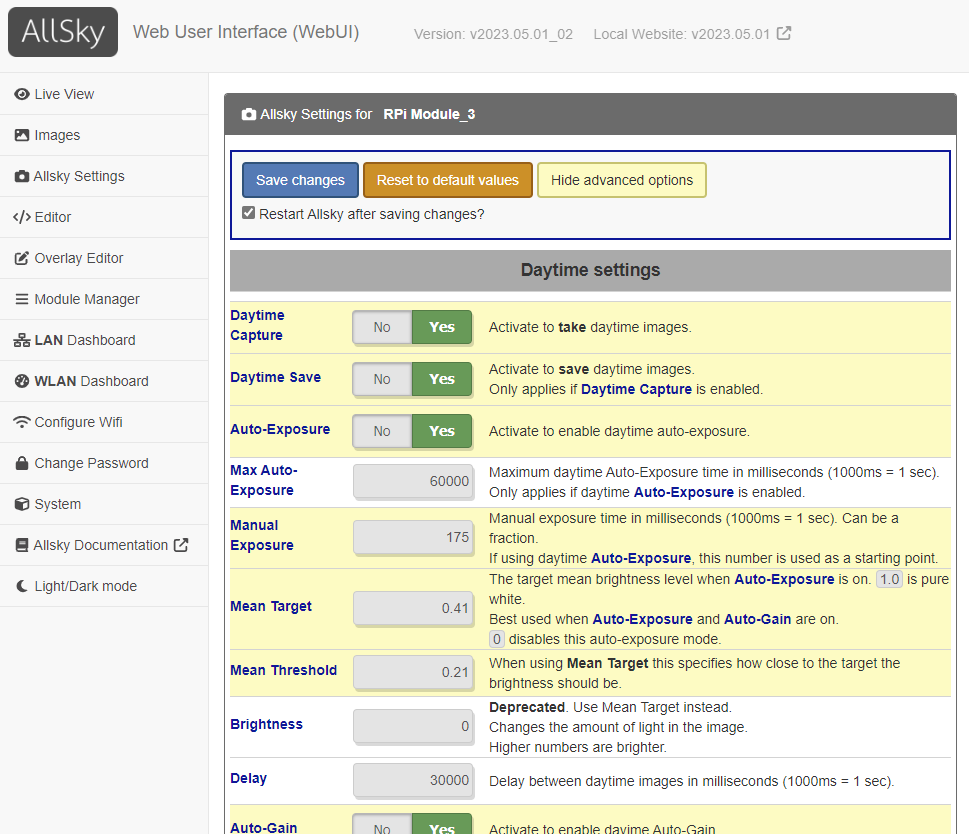 AllSky
Web User Interface (WebUI)
Version: v2023.05.01_02
Local Website: v2023.05.01
Live View
Images
Allsky Settings
Editor
Overlay Editor
Module Manager
LAN Dashboard
WLAN Dashboard
Configure Wifi
Change Password
System
Allsky Documentation
Light/Dark mode
Allsky Settings for RPi Module_3
Save changes
Reset to default values
Hide advanced options
Restart Allsky after saving changes?
Daytime settings
Daytime
Capture
No Yes
Activate to take daytime images.
Daytime Save
No Yes
Activate to save daytime images.
Only applies if Daytime Capture is enabled.
Auto-Exposure
No Yes
Activate to enable daytime auto-exposure.
Max Auto-
Exposure
60000
Maximum daytime Auto-Exposure time in milliseconds (1000ms = 1 sec).
Only applies if daytime Auto-Exposure is enabled.
Manual
Exposure
175
Manual exposure time in milliseconds (1000ms = 1 sec). Can be a
fraction.
If using daytime Auto-Exposure, this number is used as a starting point.
Mean Target
0.41
The target mean brightness level when Auto-Exposure is on. 1.0 is pure
white.
Best used when Auto-Exposure and Auto-Gain are on.
0 disables this auto-exposure mode.
Mean Threshold
0.21
When using Mean Target this specifies how close to the target the
brightness should be.
Brightness
0
Deprecated. Use Mean Target instead.
Changes the amount of light in the image.
Higher numbers are brighter.
Delay
30000
Delay between daytime images in milliseconds (1000ms = 1 sec).
Auto-Gain
No Yes
Activate to enable daytime Auto-Gain